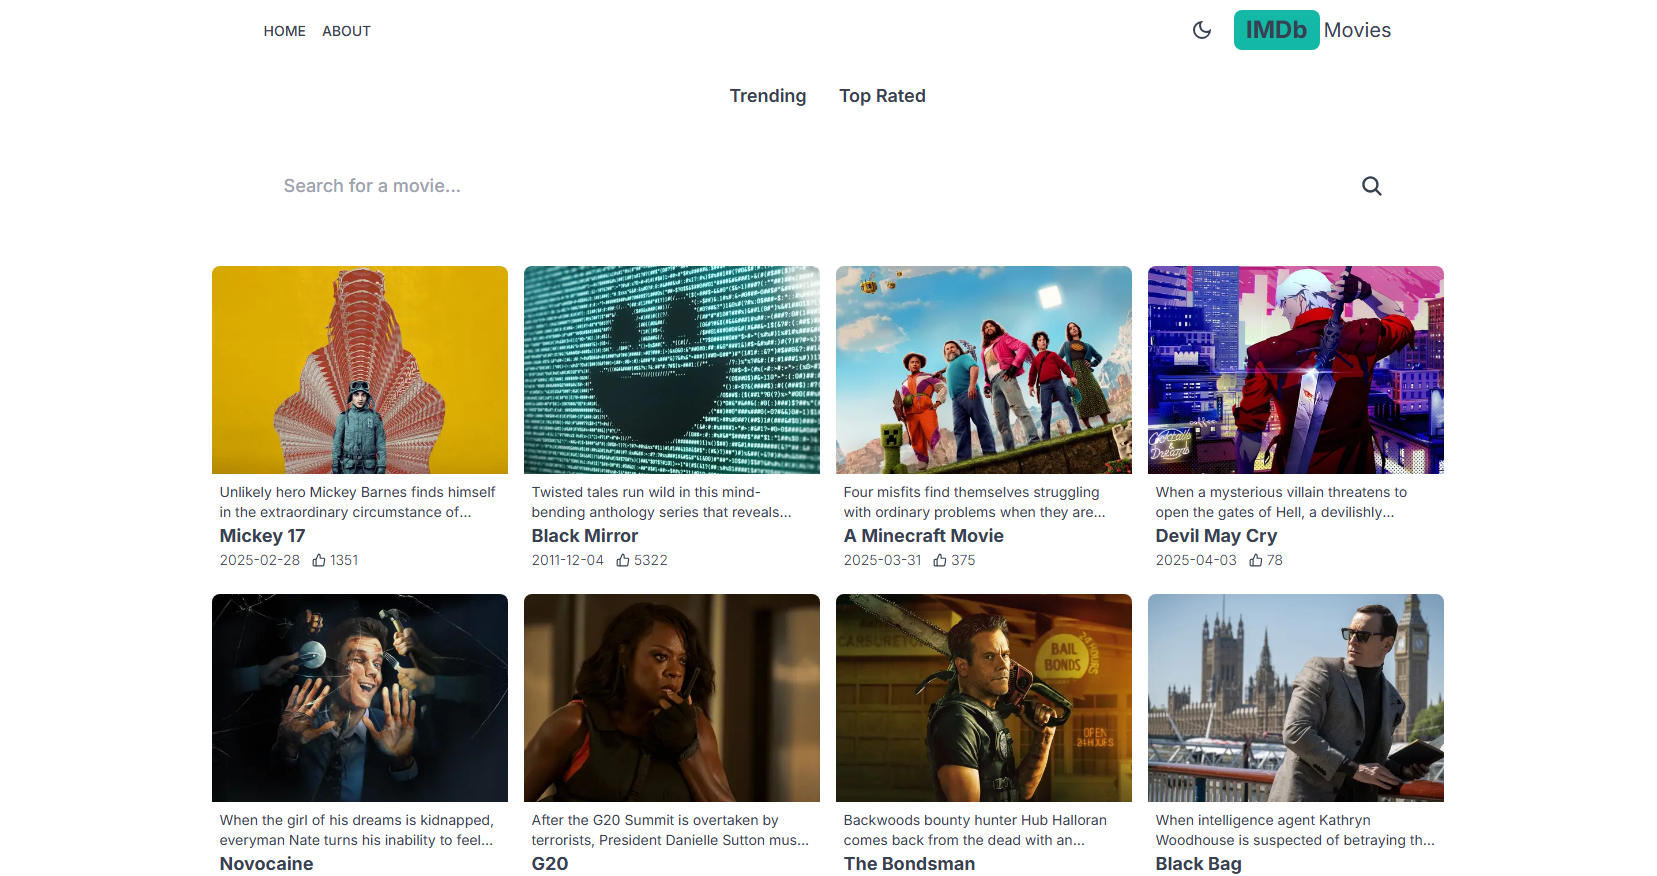 HOME ABOUT
IMDb Movies
Trending Top Rated
Search for a movie...
Unlikely hero Mickey Barnes finds himself
in the extraordinary circumstance of...
Mickey 17
2025-02-28 1351
Twisted tales run wild in this mind-
bending anthology series that reveals...
Black Mirror
2011-12-04 5322
Four misfits find themselves struggling
with ordinary problems when they are...
A Minecraft Movie
2025-03-31 375
Cocktails
&
Dreams
When a mysterious villain threatens to
open the gates of Hell, a devilishly...
Devil May Cry
2025-04-03 78
When the girl of his dreams is kidnapped,
everyman Nate turns his inability to feel...
Novocaine
After the G20 Summit is overtaken by
terrorists, President Danielle Sutton mus...
G20
24 HOURS
BAIL
BONDS
OPEN
24 HOURS
Backwoods bounty hunter Hub Halloran
comes back from the dead with an...
The Bondsman
When intelligence agent Kathryn
Woodhouse is suspected of betraying th...
Black Bag